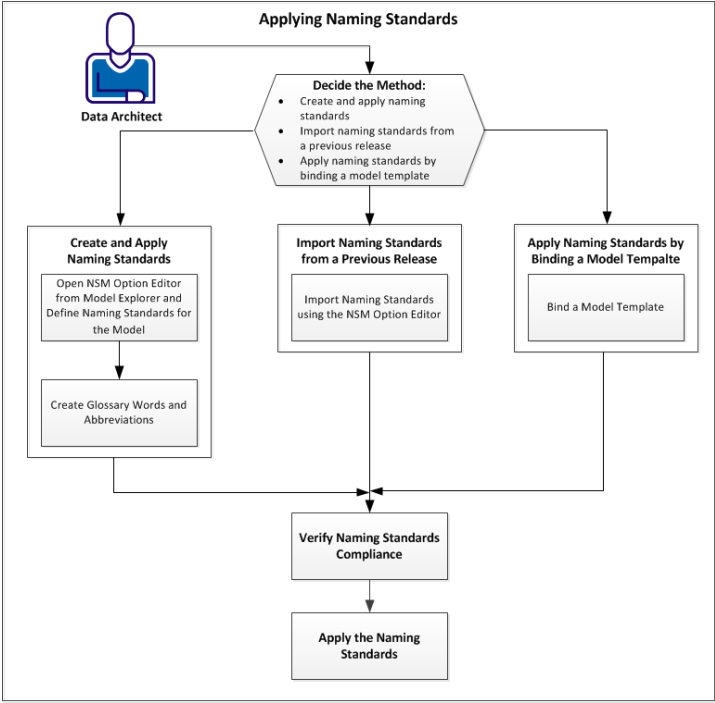 Applying Naming Standards
Data Architect
Decide the Method:
• Create and apply naming
standards
• Import naming standards from
a previous release
• Apply naming standards by
binding a model template
Create and Apply
Naming Standards
Open NSM Option Editor
from Model Explorer and
Define Naming Standards for
the Model
Create Glossary Words and
Abbreviations
Import Naming Standards
from a Previous Release
Import Naming Standards
using the NSM Option Editor
Apply Naming Standards by
Binding a Model Tempalte
Bind a Model Template
Verify Naming Standards
Compliance
Apply the Naming
Standards